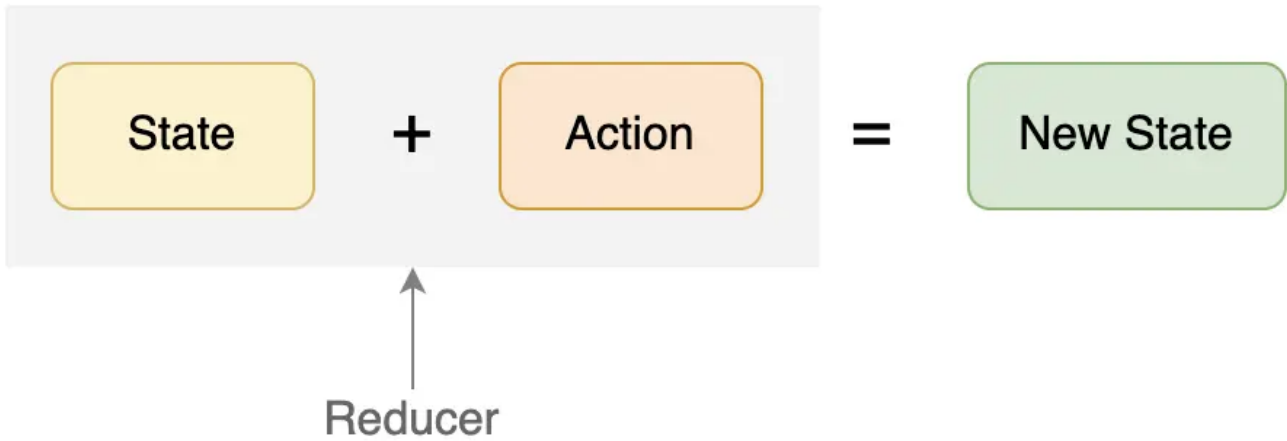 State + Action = New State
Reducer